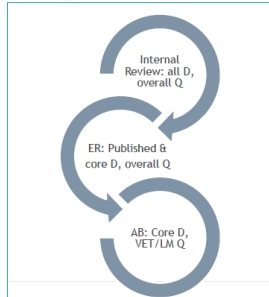 Internal
Review: all D,
overall Q
ER: Published &
core D, overall Q
AB: Core D,
VET/LM Q